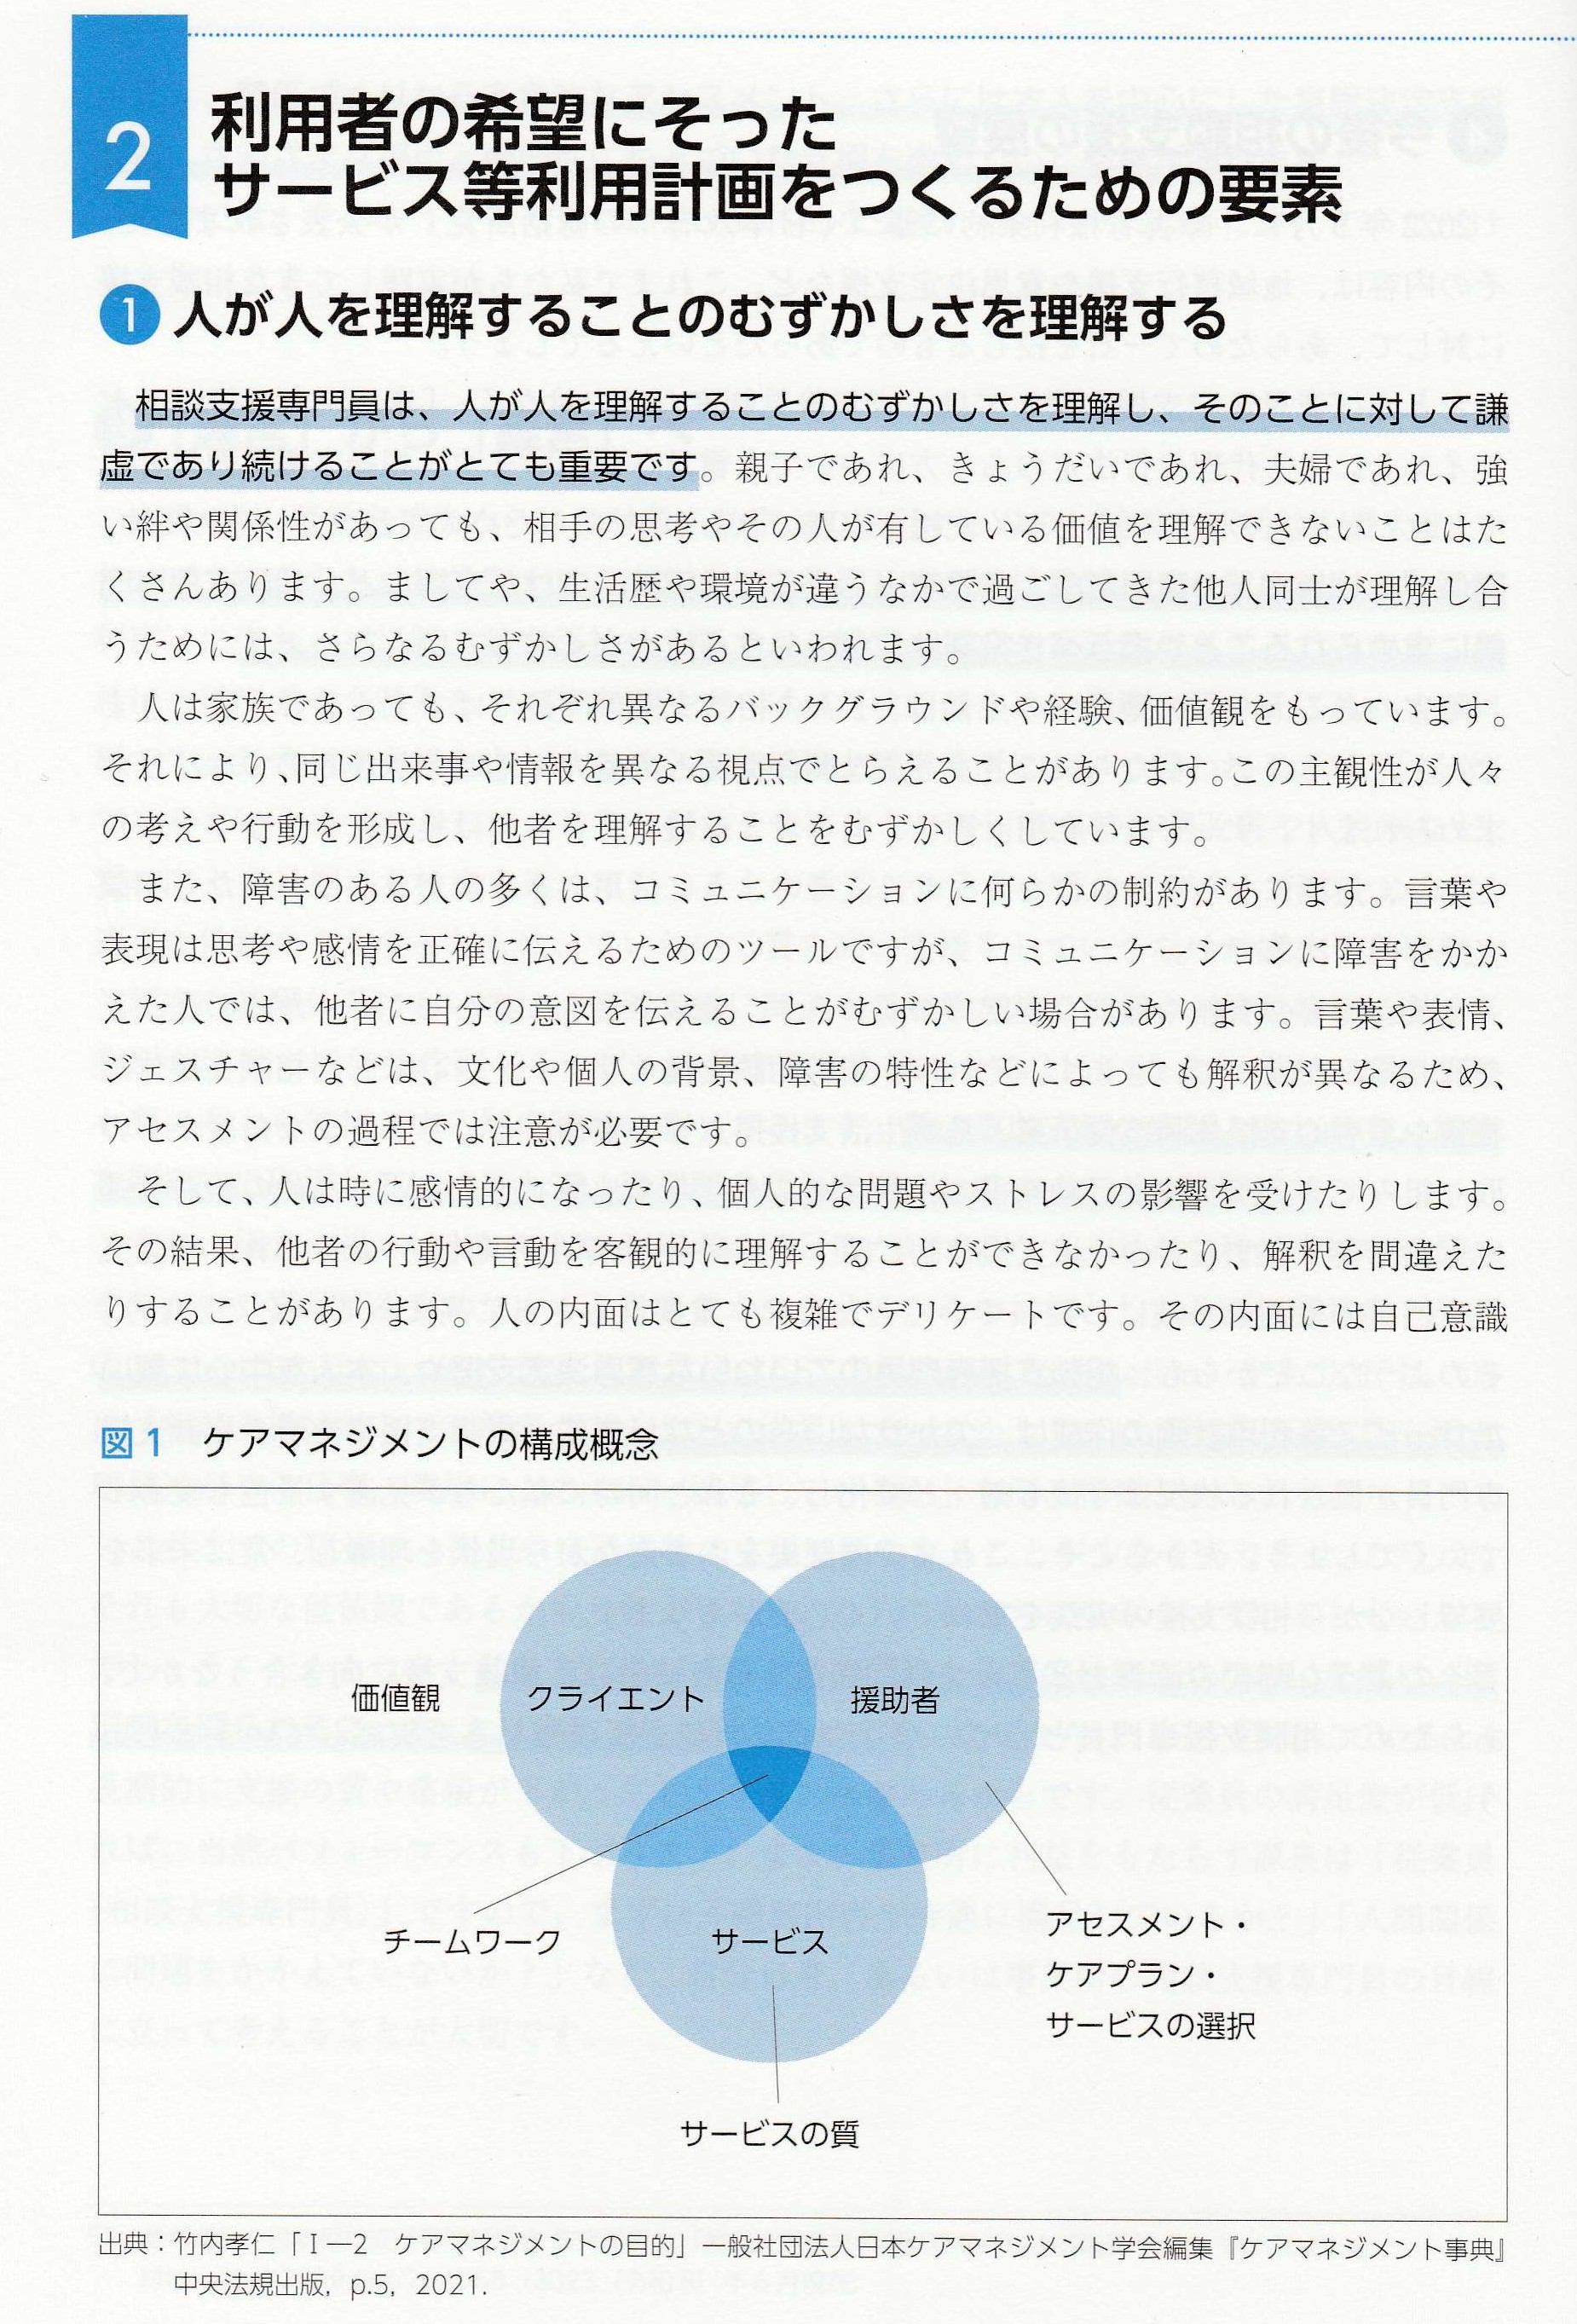 2
利用者の希望にそった
サービス等利用計画をつくるための要素
1 人が人を理解することのむずかしさを理解する
相談支援専門員は、人が人を理解することのむずかしさを理解し、そのことに対して謙
虚であり続けることがとても重要です。親子であれ、きょうだいであれ、夫婦であれ、強
い絆や関係性があっても、相手の思考やその人が有している価値を理解できないことはた
くさんあります。ましてや、生活歴や環境が違うなかで過ごしてきた他人同士が理解し合
うためには、さらなるむずかしさがあるといわれます。
人は家族であっても、それぞれ異なるバックグラウンドや経験、価値観をもっています。
それにより、同じ出来事や情報を異なる視点でとらえることがあります。この主観性が人々
の考えや行動を形成し、他者を理解することをむずかしくしています。
また、障害のある人の多くは、コミュニケーションに何らかの制約があります。言葉や
表現は思考や感情を正確に伝えるためのツールですが、コミュニケーションに障害をかか
えた人では、他者に自分の意図を伝えることがむずかしい場合があります。言葉や表情、
ジェスチャーなどは、文化や個人の背景、障害の特性などによっても解釈が異なるため、
アセスメントの過程では注意が必要です。
そして、人は時に感情的になったり、個人的な問題やストレスの影響を受けたりします。
その結果、他者の行動や言動を客観的に理解することができなかったり、解釈を間違えた
りすることがあります。人の内面はとても複雑でデリケートです。その内面には自己意識
図1 ケアマネジメントの構成概念
価値観
クライエント
援助者
チームワーク
サービス
アセスメント・
ケアプラン・
サービスの選択
サービスの質
出典：竹内孝仁「Ⅰ―2 ケアマネジメントの目的」一般社団法人日本ケアマネジメント学会編集『ケアマネジメント事典』
中央法規出版，p.5，2021.